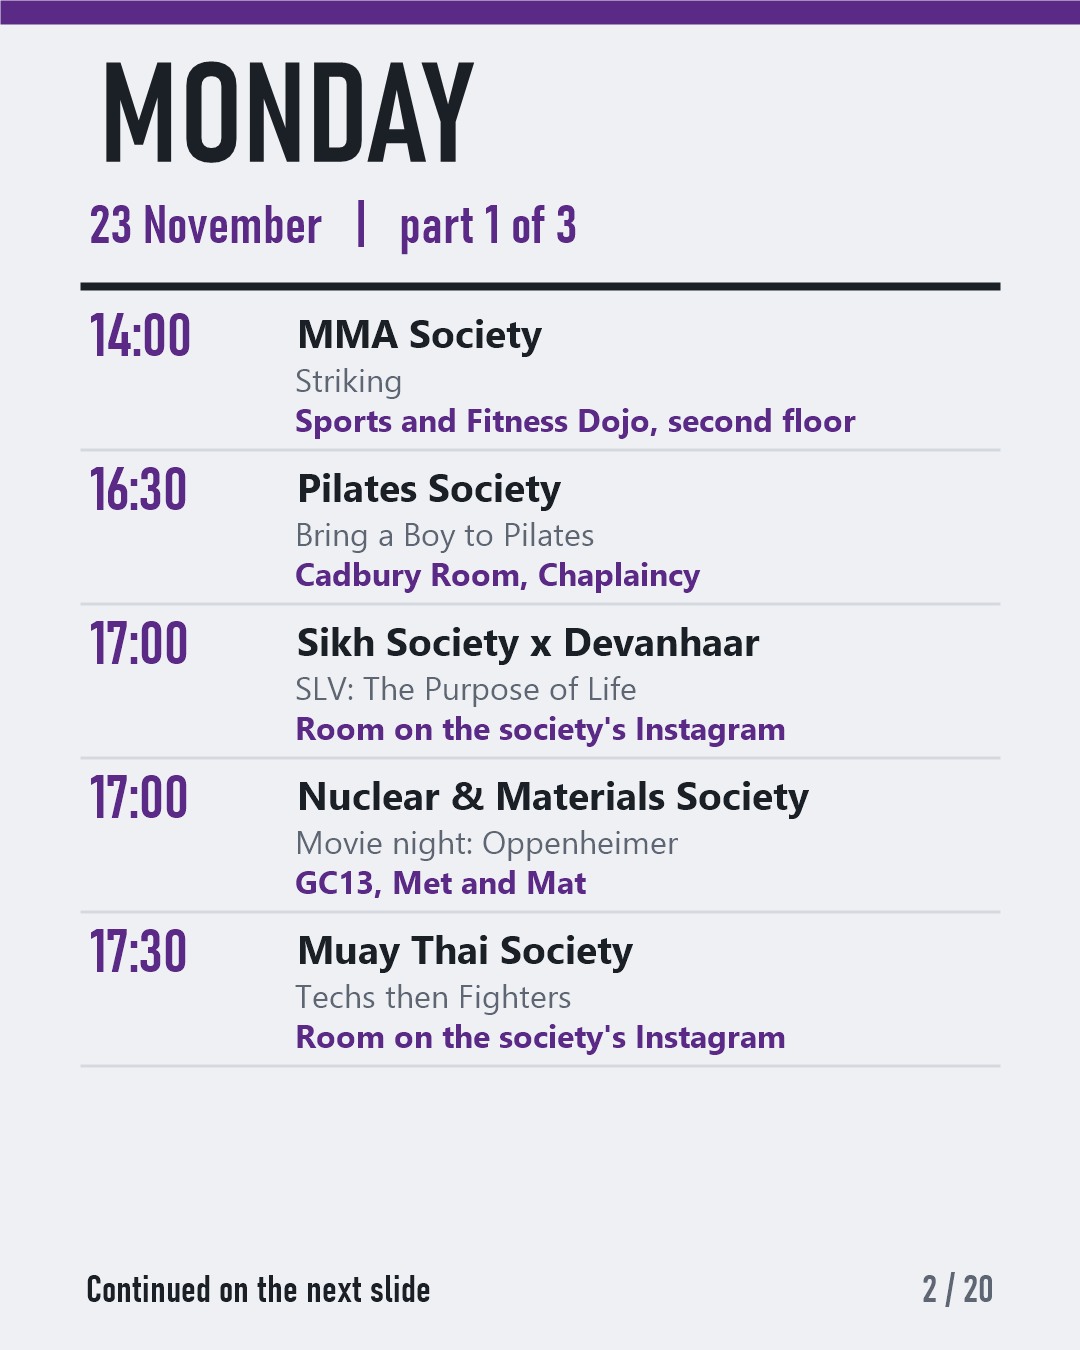 MONDAY
23 November | part 1 of 3
14:00
MMA Society
Striking
Sports and Fitness Dojo, second floor
16:30
Pilates Society
Bring a Boy to Pilates
Cadbury Room, Chaplaincy
17:00
Sikh Society x Devanhaar
SLV: The Purpose of Life
Room on the society's Instagram
17:00
Nuclear & Materials Society
Movie night: Oppenheimer
GC13, Met and Mat
17:30
Muay Thai Society
Techs then Fighters
Room on the society's Instagram
Continued on the next slide
2 / 20